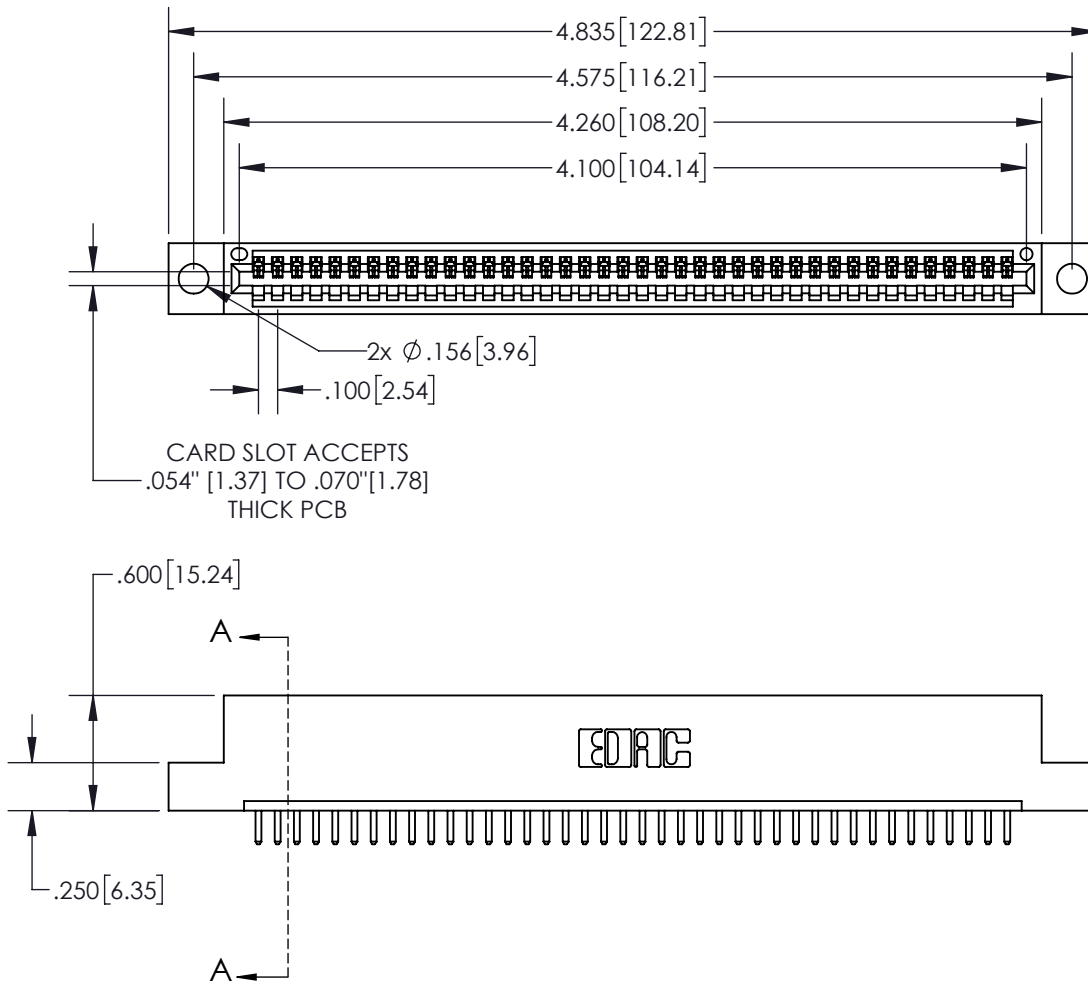 4.835[122.81]
4.575[116.21]
4.260[108.20]
4.100[104.14]
2x Ø .156[3.96]
.100[2.54]
CARD SLOT ACCEPTS
.054" [1.37] TO .070"[1.78]
THICK PCB
.600[15.24]
A
EDAC
.250[6.35]
A